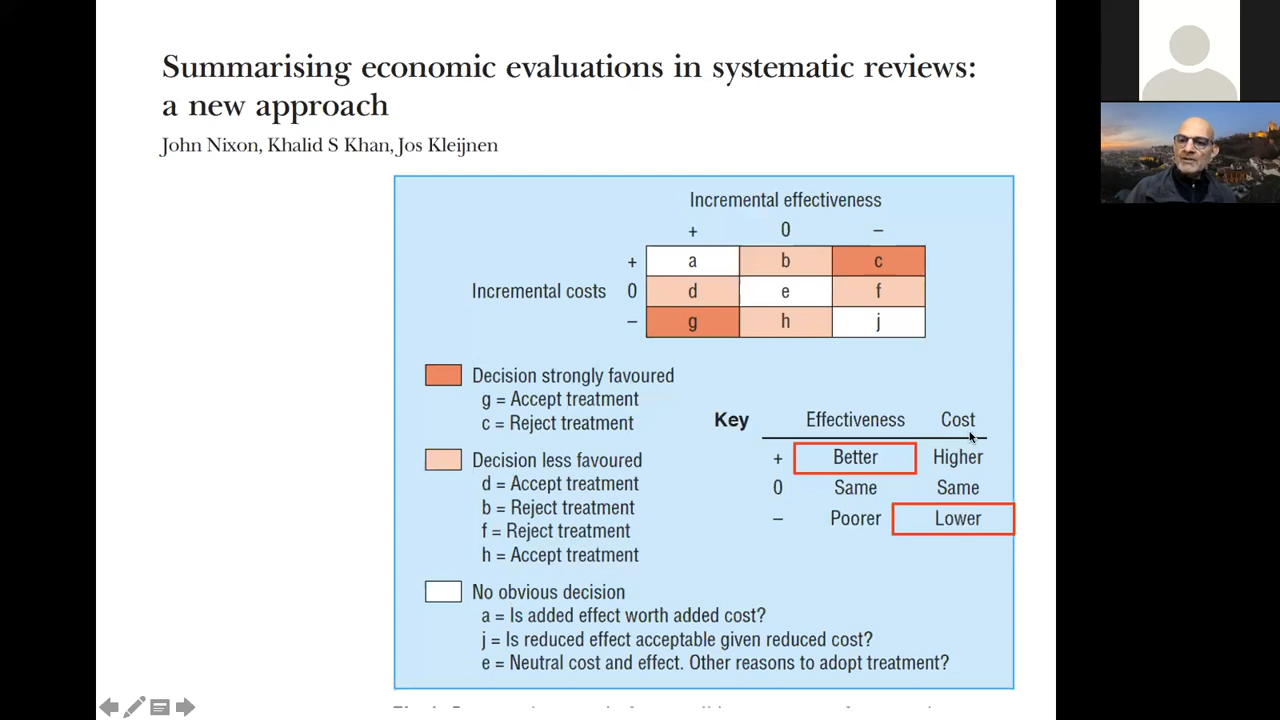 Summarising economic evaluations in systematic reviews:
a new approach
John Nixon, Khalid S Khan, Jos Kleijnen
Incremental effectiveness
+ 0 –
+ a b c
Incremental costs 0 d e f
– g h j
Decision strongly favoured
g = Accept treatment
c = Reject treatment
Key Effectiveness Cost
+ Better Higher
0 Same Same
– Poorer Lower
Decision less favoured
d = Accept treatment
b = Reject treatment
f = Reject treatment
h = Accept treatment
No obvious decision
a = Is added effect worth added cost?
j = Is reduced effect acceptable given reduced cost?
e = Neutral cost and effect. Other reasons to adopt treatment?